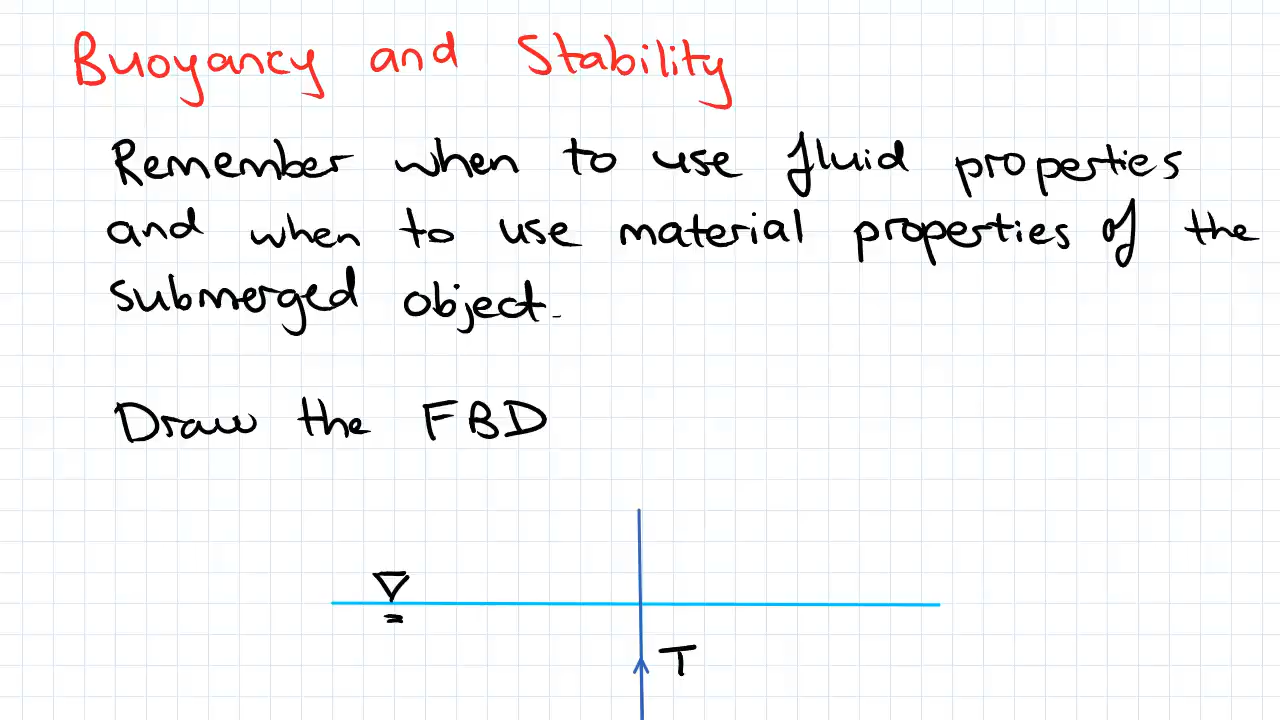 Buoyancy and Stability
Remember when to use fluid properties
and when to use material properties of the
submerged object.
Draw the FBD
T